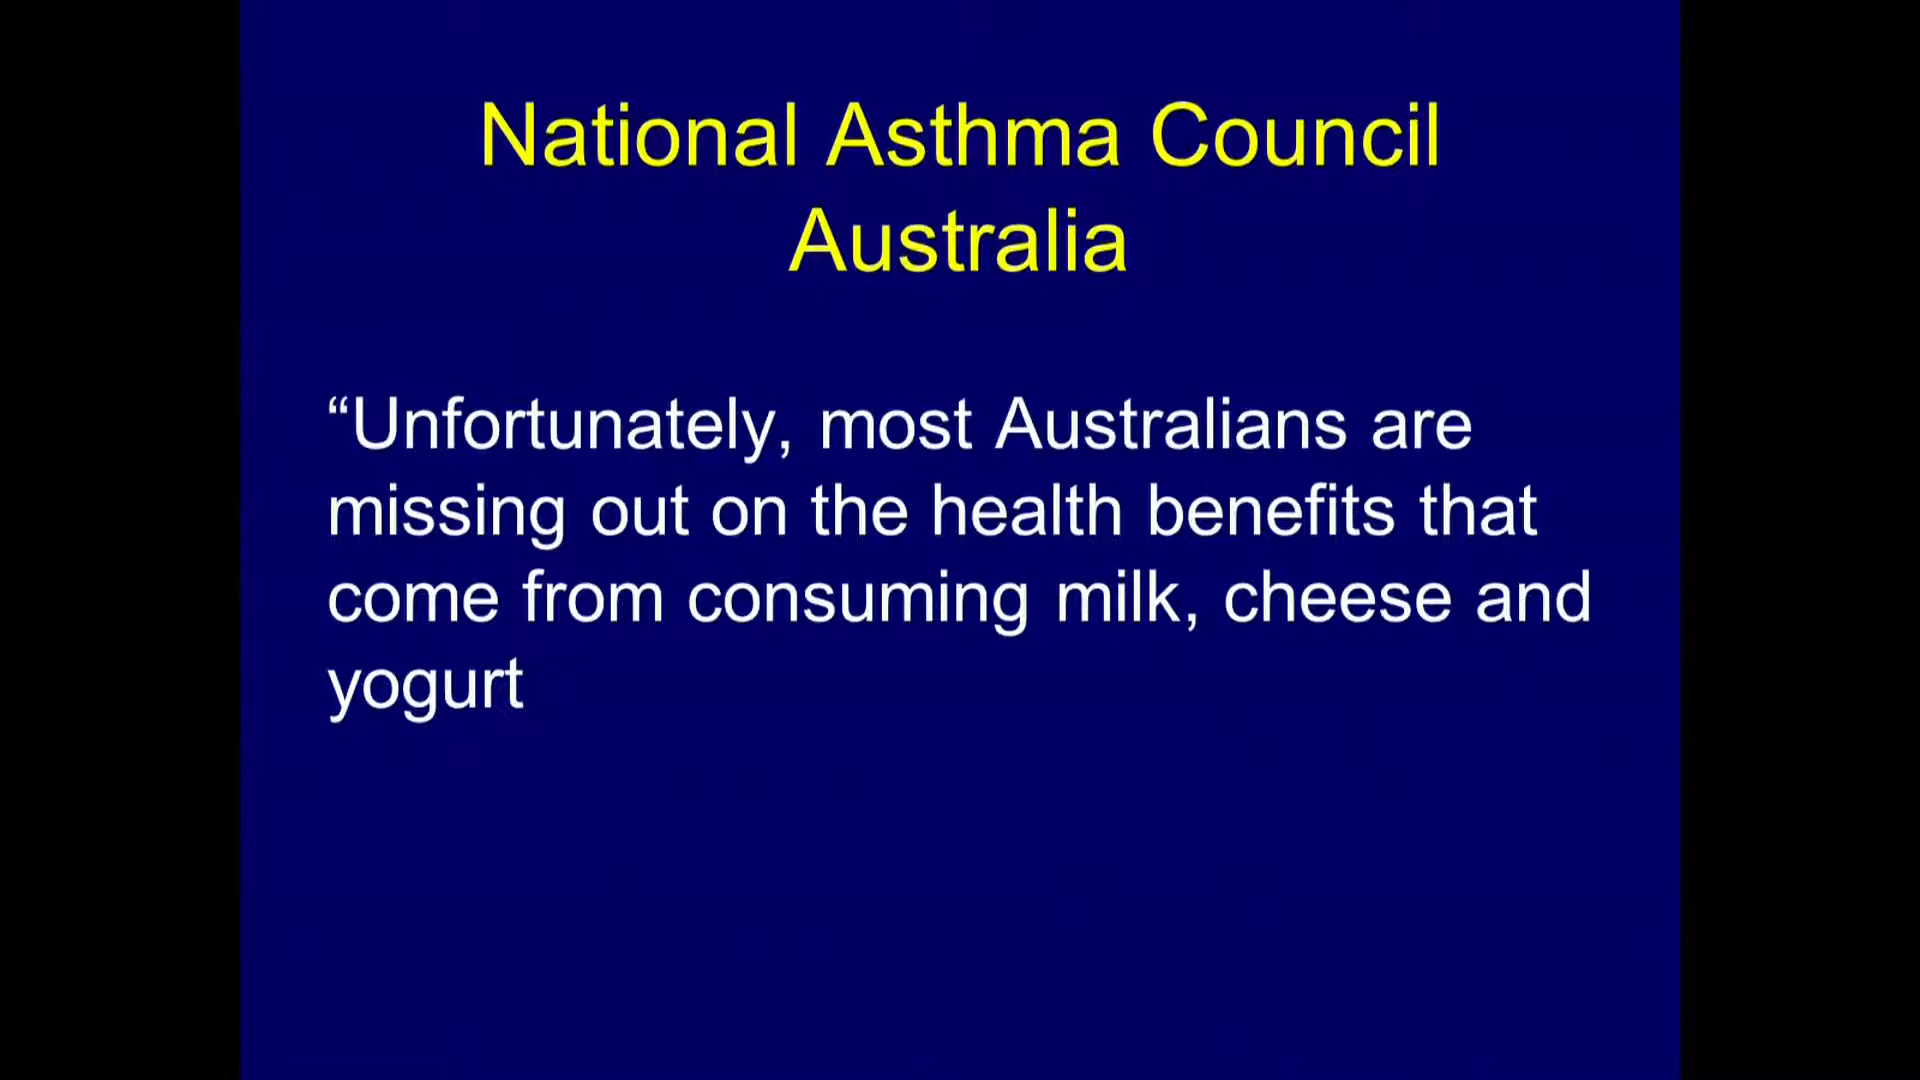 National Asthma Council
Australia
“Unfortunately, most Australians are
missing out on the health benefits that
come from consuming milk, cheese and
yogurt